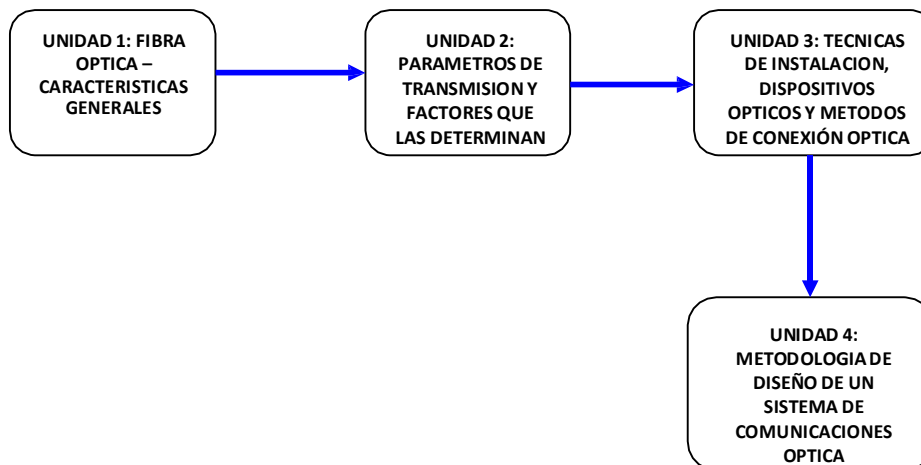 UNIDAD 1: FIBRA
OPTICA –
CARACTERISTICAS
GENERALES
UNIDAD 2:
PARAMETROS DE
TRANSMISION Y
FACTORES QUE
LAS DETERMINAN
UNIDAD 3: TECNICAS
DE INSTALACION,
DISPOSITIVOS
OPTICOS Y METODOS
DE CONEXIÓN OPTICA
UNIDAD 4:
METODOLOGIA DE
DISEÑO DE UN
SISTEMA DE
COMUNICACIONES
OPTICA